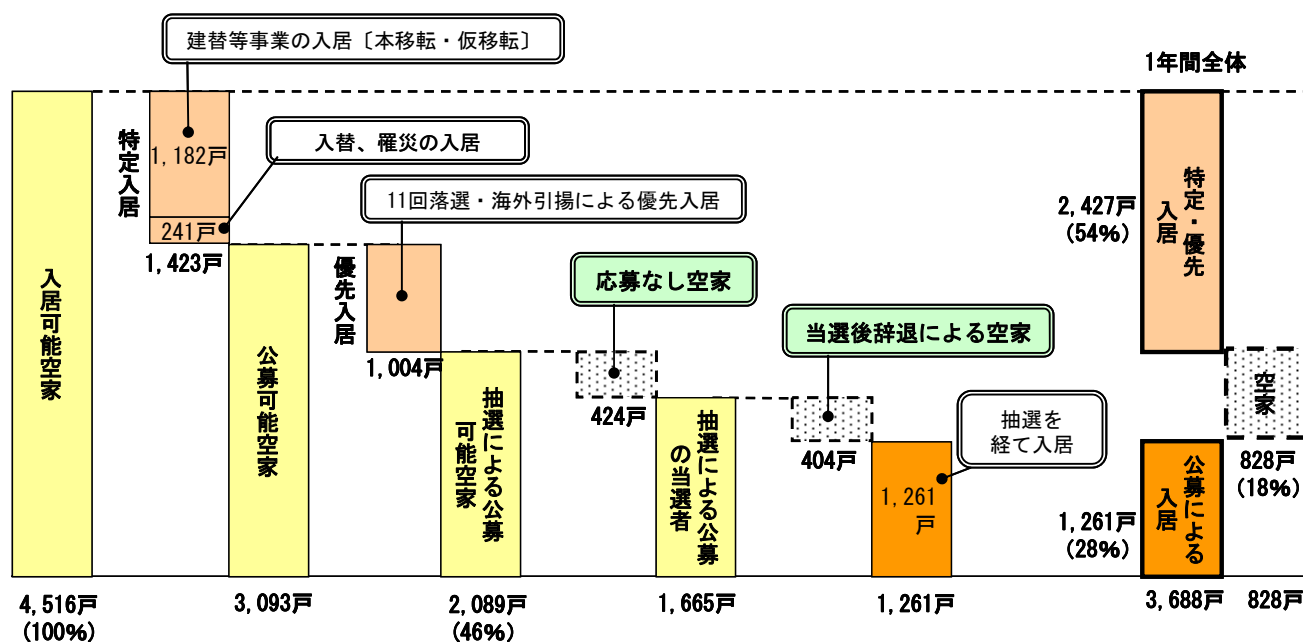 建替等事業の入居〔本移転・仮移転〕
1年間全体
特定入居
1,182戸
入替、罹災の入居
241戸
1,423戸
11回落選・海外引揚による優先入居
優先入居
1,004戸
応募なし空家
424戸
当選後辞退による空家
404戸
抽選を
経て入居
2,427戸
(54%)
特定・優先
入居
入居可能空家
公募可能空家
抽選による公募
可能空家
抽選による公募
の当選者
1,261
戸
空家
828戸
(18%)
1,261戸
(28%)
公募による
入居
4,516戸
(100%)
3,093戸
2,089戸
(46%)
1,665戸
1,261戸
3,688戸
828戸